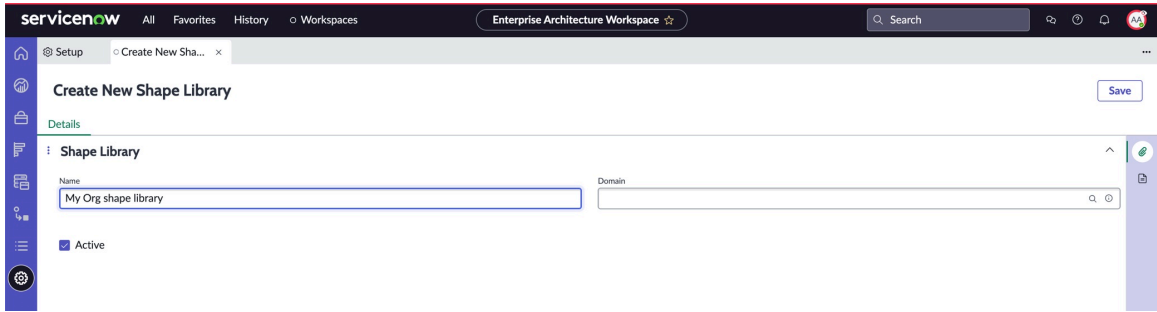 servicenow All Favorites History Workspaces Enterprise Architecture Workspace Search AA
Setup Create New Sha... ×
Create New Shape Library Save
Details
Shape Library
Name Domain
My Org shape library
Active